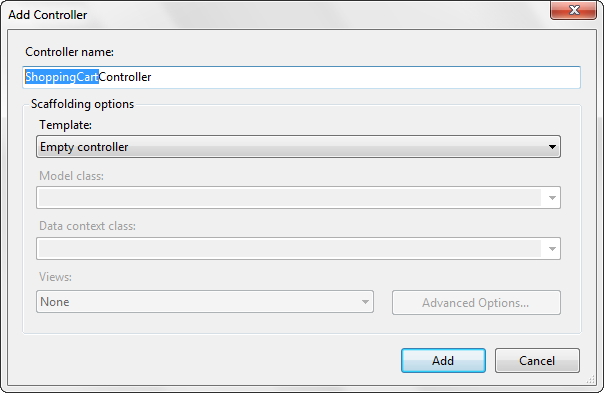 Add Controller
Controller name:
ShoppingCartController
Scaffolding options
Template:
Empty controller
Model class:
Data context class:
Views:
None
Advanced Options...
Add
Cancel